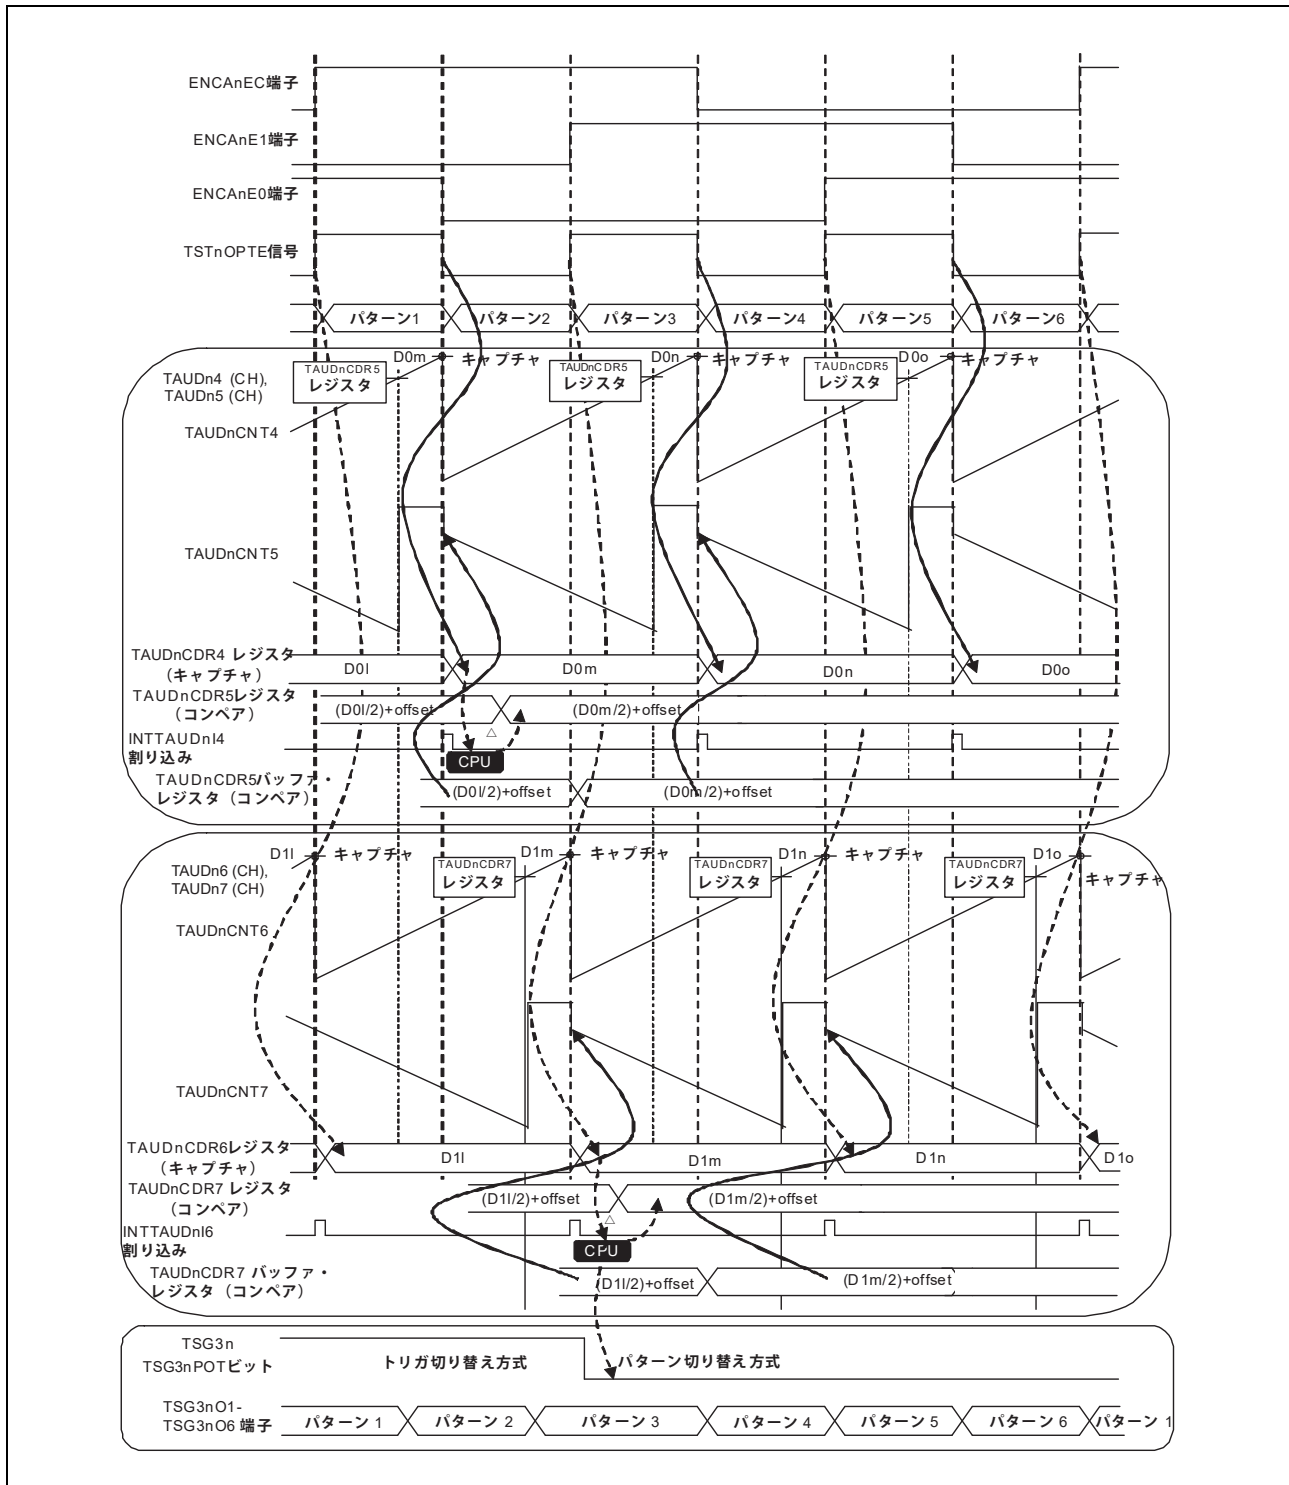 ENCAnEC端子
ENCAnE1端子
ENCAnE0端子
TSTnOPTE信号
パターン1 パターン2 パターン3 パターン4 パターン5 パターン6
D0m キャプチャ D0n キャプチャ D0o キャプチャ
TAUDn4 (CH),
TAUDn5 (CH)
TAUDnCDR5
レジスタ
TAUDnCDR5
レジスタ
TAUDnCDR5
レジスタ
TAUDnCNT4
TAUDnCNT5
TAUDnCDR4 レジスタ
(キャプチャ)
D0l D0m D0n D0o
TAUDnCDR5レジスタ
(コンペア)
(D0l/2)+offset (D0m/2)+offset
INTTAUDnI4
割り込み
CPU
TAUDnCDR5バッファ・
レジスタ(コンペア)
(D0l/2)+offset (D0m/2)+offset
D1l キャプチャ D1m キャプチャ D1n キャプチャ D1o キャプチャ
TAUDn6 (CH),
TAUDn7 (CH)
TAUDnCDR7
レジスタ
TAUDnCDR7
レジスタ
TAUDnCDR7
レジスタ
TAUDnCNT6
TAUDnCNT7
TAUDnCDR6レジスタ
(キャプチャ)
D1l D1m D1n D1o
TAUDnCDR7 レジスタ
(コンペア)
(D1l/2)+offset (D1m/2)+offset
INTTAUDnI6
割り込み
CPU
TAUDnCDR7 バッファ・
レジスタ(コンペア)
(D1l/2)+offset (D1m/2)+offset
TSG3n
TSG3nPOTビット
トリガ切り替え方式 パターン切り替え方式
TSG3nO1-
TSG3nO6 端子
パターン 1 パターン 2 パターン 3 パターン 4 パターン 5 パターン 6 パターン 1